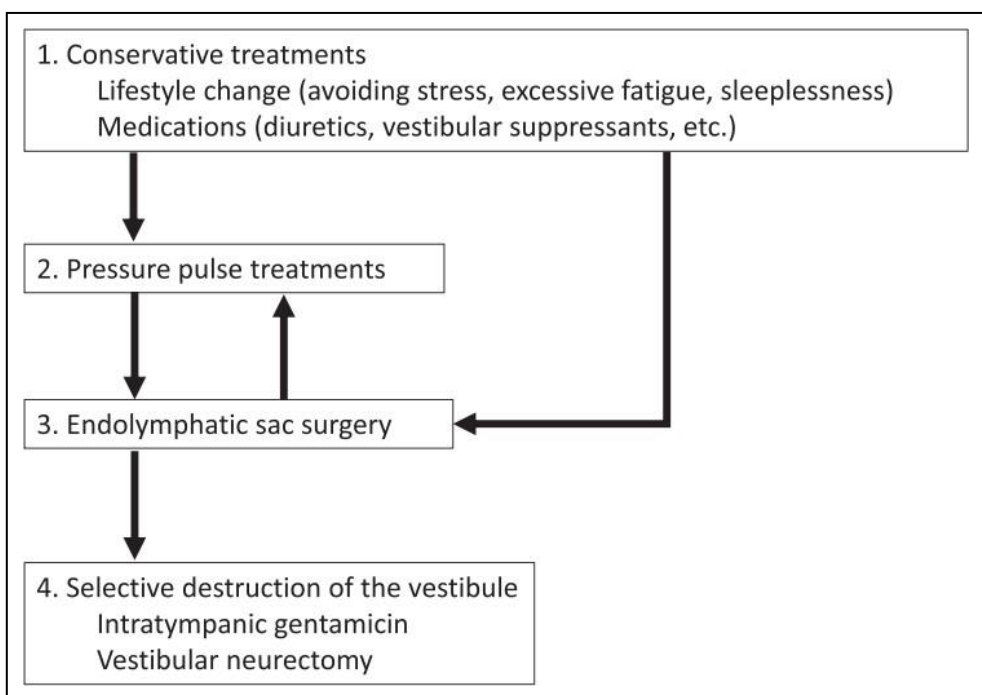 1. Conservative treatments
Lifestyle change (avoiding stress, excessive fatigue, sleeplessness)
Medications (diuretics, vestibular suppressants, etc.)
2. Pressure pulse treatments
3. Endolymphatic sac surgery
4. Selective destruction of the vestibule
Intratympanic gentamicin
Vestibular neurectomy